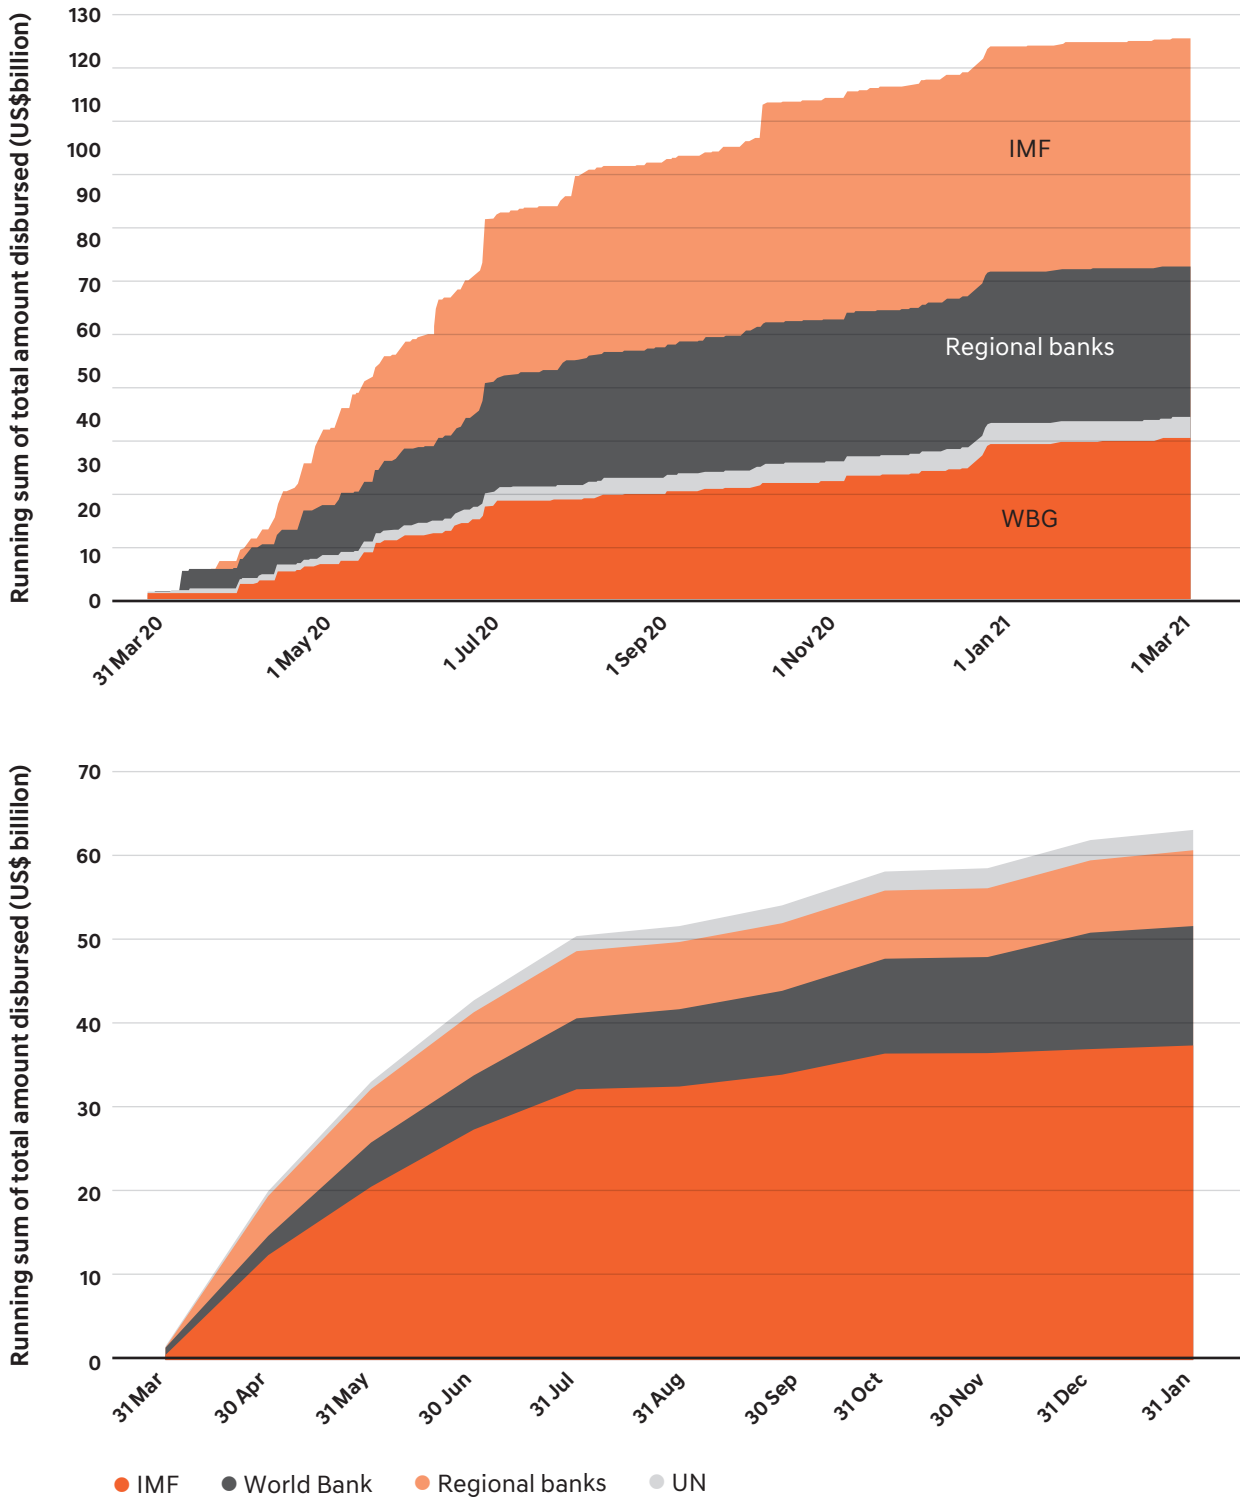 Running sum of total amount disbursed (US$billion)
130
120
110
100
90
80
70
60
50
40
30
20
10
0
IMF
Regional banks
WBG
31 Mar 20
1 May 20
1 Jul 20
1 Sep 20
1 Nov 20
1 Jan 21
1 Mar 21
Running sum of total amount disbursed (US$ billilon)
70
60
50
40
30
20
10
0
31 Mar
30 Apr
31 May
30 Jun
31 Jul
31 Aug
30 Sep
31 Oct
30 Nov
31 Dec
31 Jan
IMF World Bank Regional banks UN